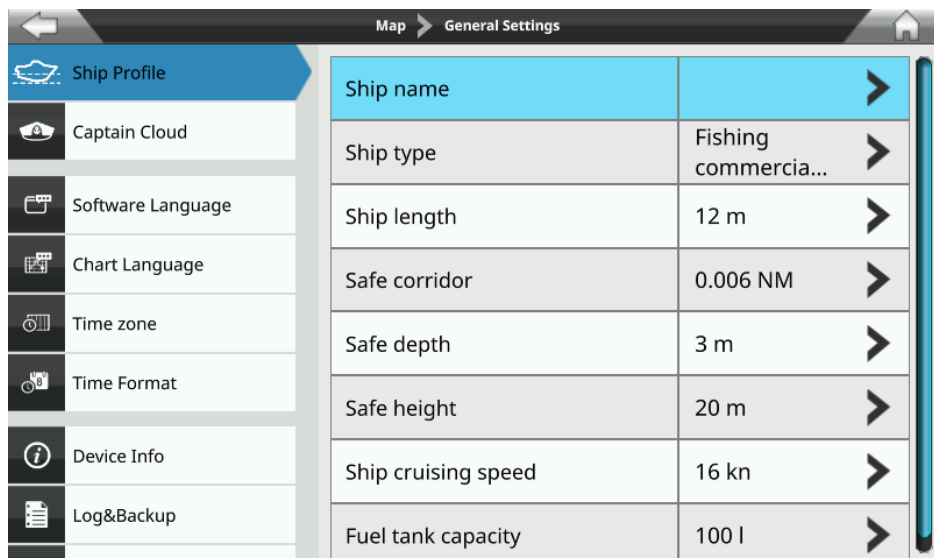 Map General Settings
Ship Profile
Captain Cloud
Software Language
Chart Language
Time zone
Time Format
8
Device Info
Log&Backup
Ship name
Ship type Fishing
commercia...
Ship length 12 m
Safe corridor 0.006 NM
Safe depth 3 m
Safe height 20 m
Ship cruising speed 16 kn
Fuel tank capacity 100 l